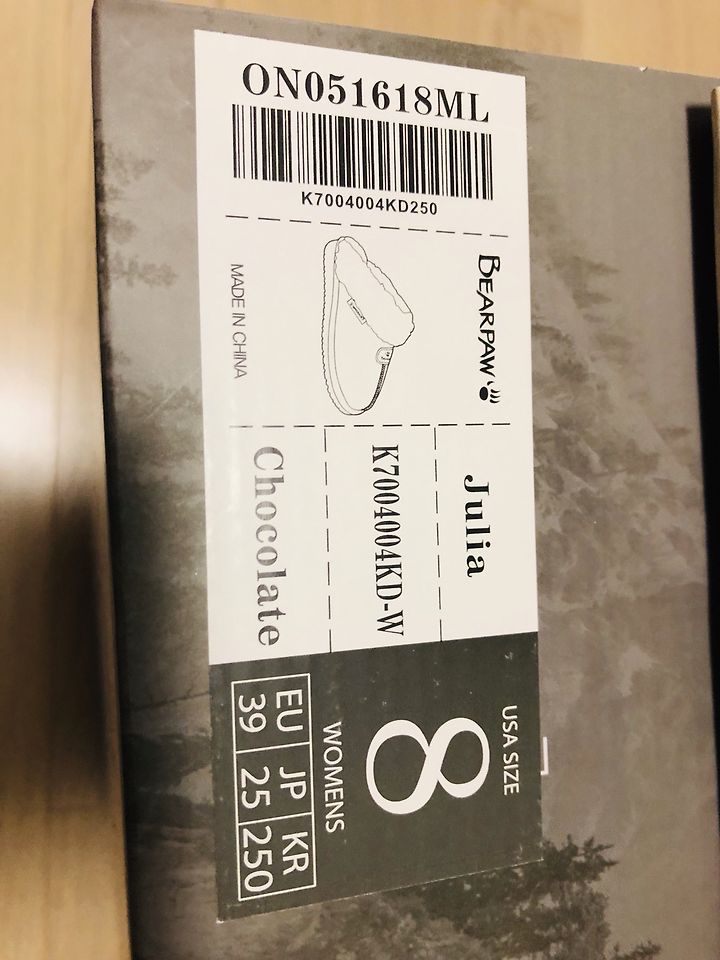 ON051618ML
K7004004KD250
BEARPAW
MADE IN CHINA
Julia
K7004004KD-W
Chocolate
USA SIZE
8
WOMENS
EU JP KR
39 25 250